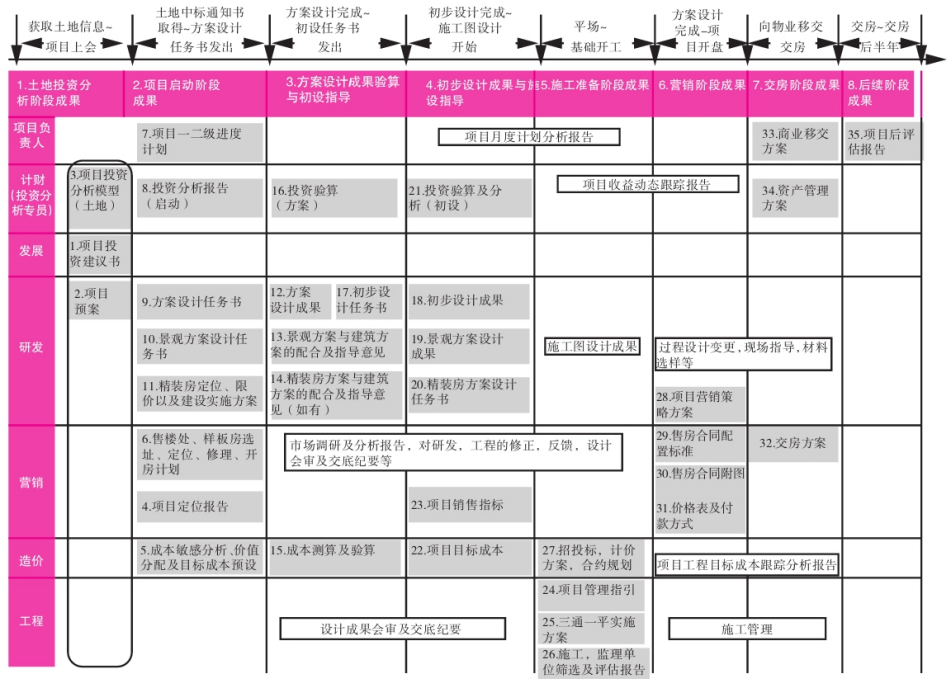 获取土地信息~
项目上会
土地中标通知书
取得~方案设计
任务书发出
方案设计完成~
初设任务书
发出
初步设计完成~
施工图设计
开始
平场~
基础开工
方案设计
完成~项
目开盘
向物业移交
交房
交房~交房
后半年
1.土地投资分
析阶段成果
2.项目启动阶段
成果
3.方案设计成果验算
与初设指导
4.初步设计成果与施
设指导
5.施工准备阶段成果
6.营销阶段成果
7.交房阶段成果
8.后续阶段
成果
项目负
责人
7.项目一二级进度
计划
项目月度计划分析报告
33.商业移交
方案
35.项目后评
估报告
计财
(投资分
析专员)
3.项目投资
分析模型
（土地）
8.投资分析报告
（启动）
16.投资验算
（方案）
21.投资验算及分
析（初设）
项目收益动态跟踪报告
34.资产管理
方案
发展
1.项目投
资建议书
研发
2.项目
预案
9.方案设计任务书
12.方案
设计成果
17.初步设
计任务书
18.初步设计成果
10.景观方案设计任
务书
13.景观方案与建筑方
案的配合及指导意见
19.景观方案设计
成果
施工图设计成果
过程设计变更,现场指导,材料
选样等
11.精装房定位、限
价以及建设实施方案
14.精装房方案与建筑
方案的配合及指导意
见（如有）
20.精装房方案设计
任务书
28.项目营销策
略方案
营销
6.售楼处、样板房选
址、定位、修理、开
房计划
市场调研及分析报告，对研发，工程的修正，反馈，设计
会审及交底纪要等
29.售房合同配
置标准
32.交房方案
30.售房合同附图
4.项目定位报告
23.项目销售指标
31.价格表及付
款方式
造价
5.成本敏感分析、价值
分配及目标成本预设
15.成本测算及验算
22.项目目标成本
27.招投标，计价
方案，合约规划
项目工程目标成本跟踪分析报告
工程
24.项目管理指引
设计成果会审及交底纪要
25.三通一平实施
方案
施工管理
26.施工，监理单
位筛选及评估报告